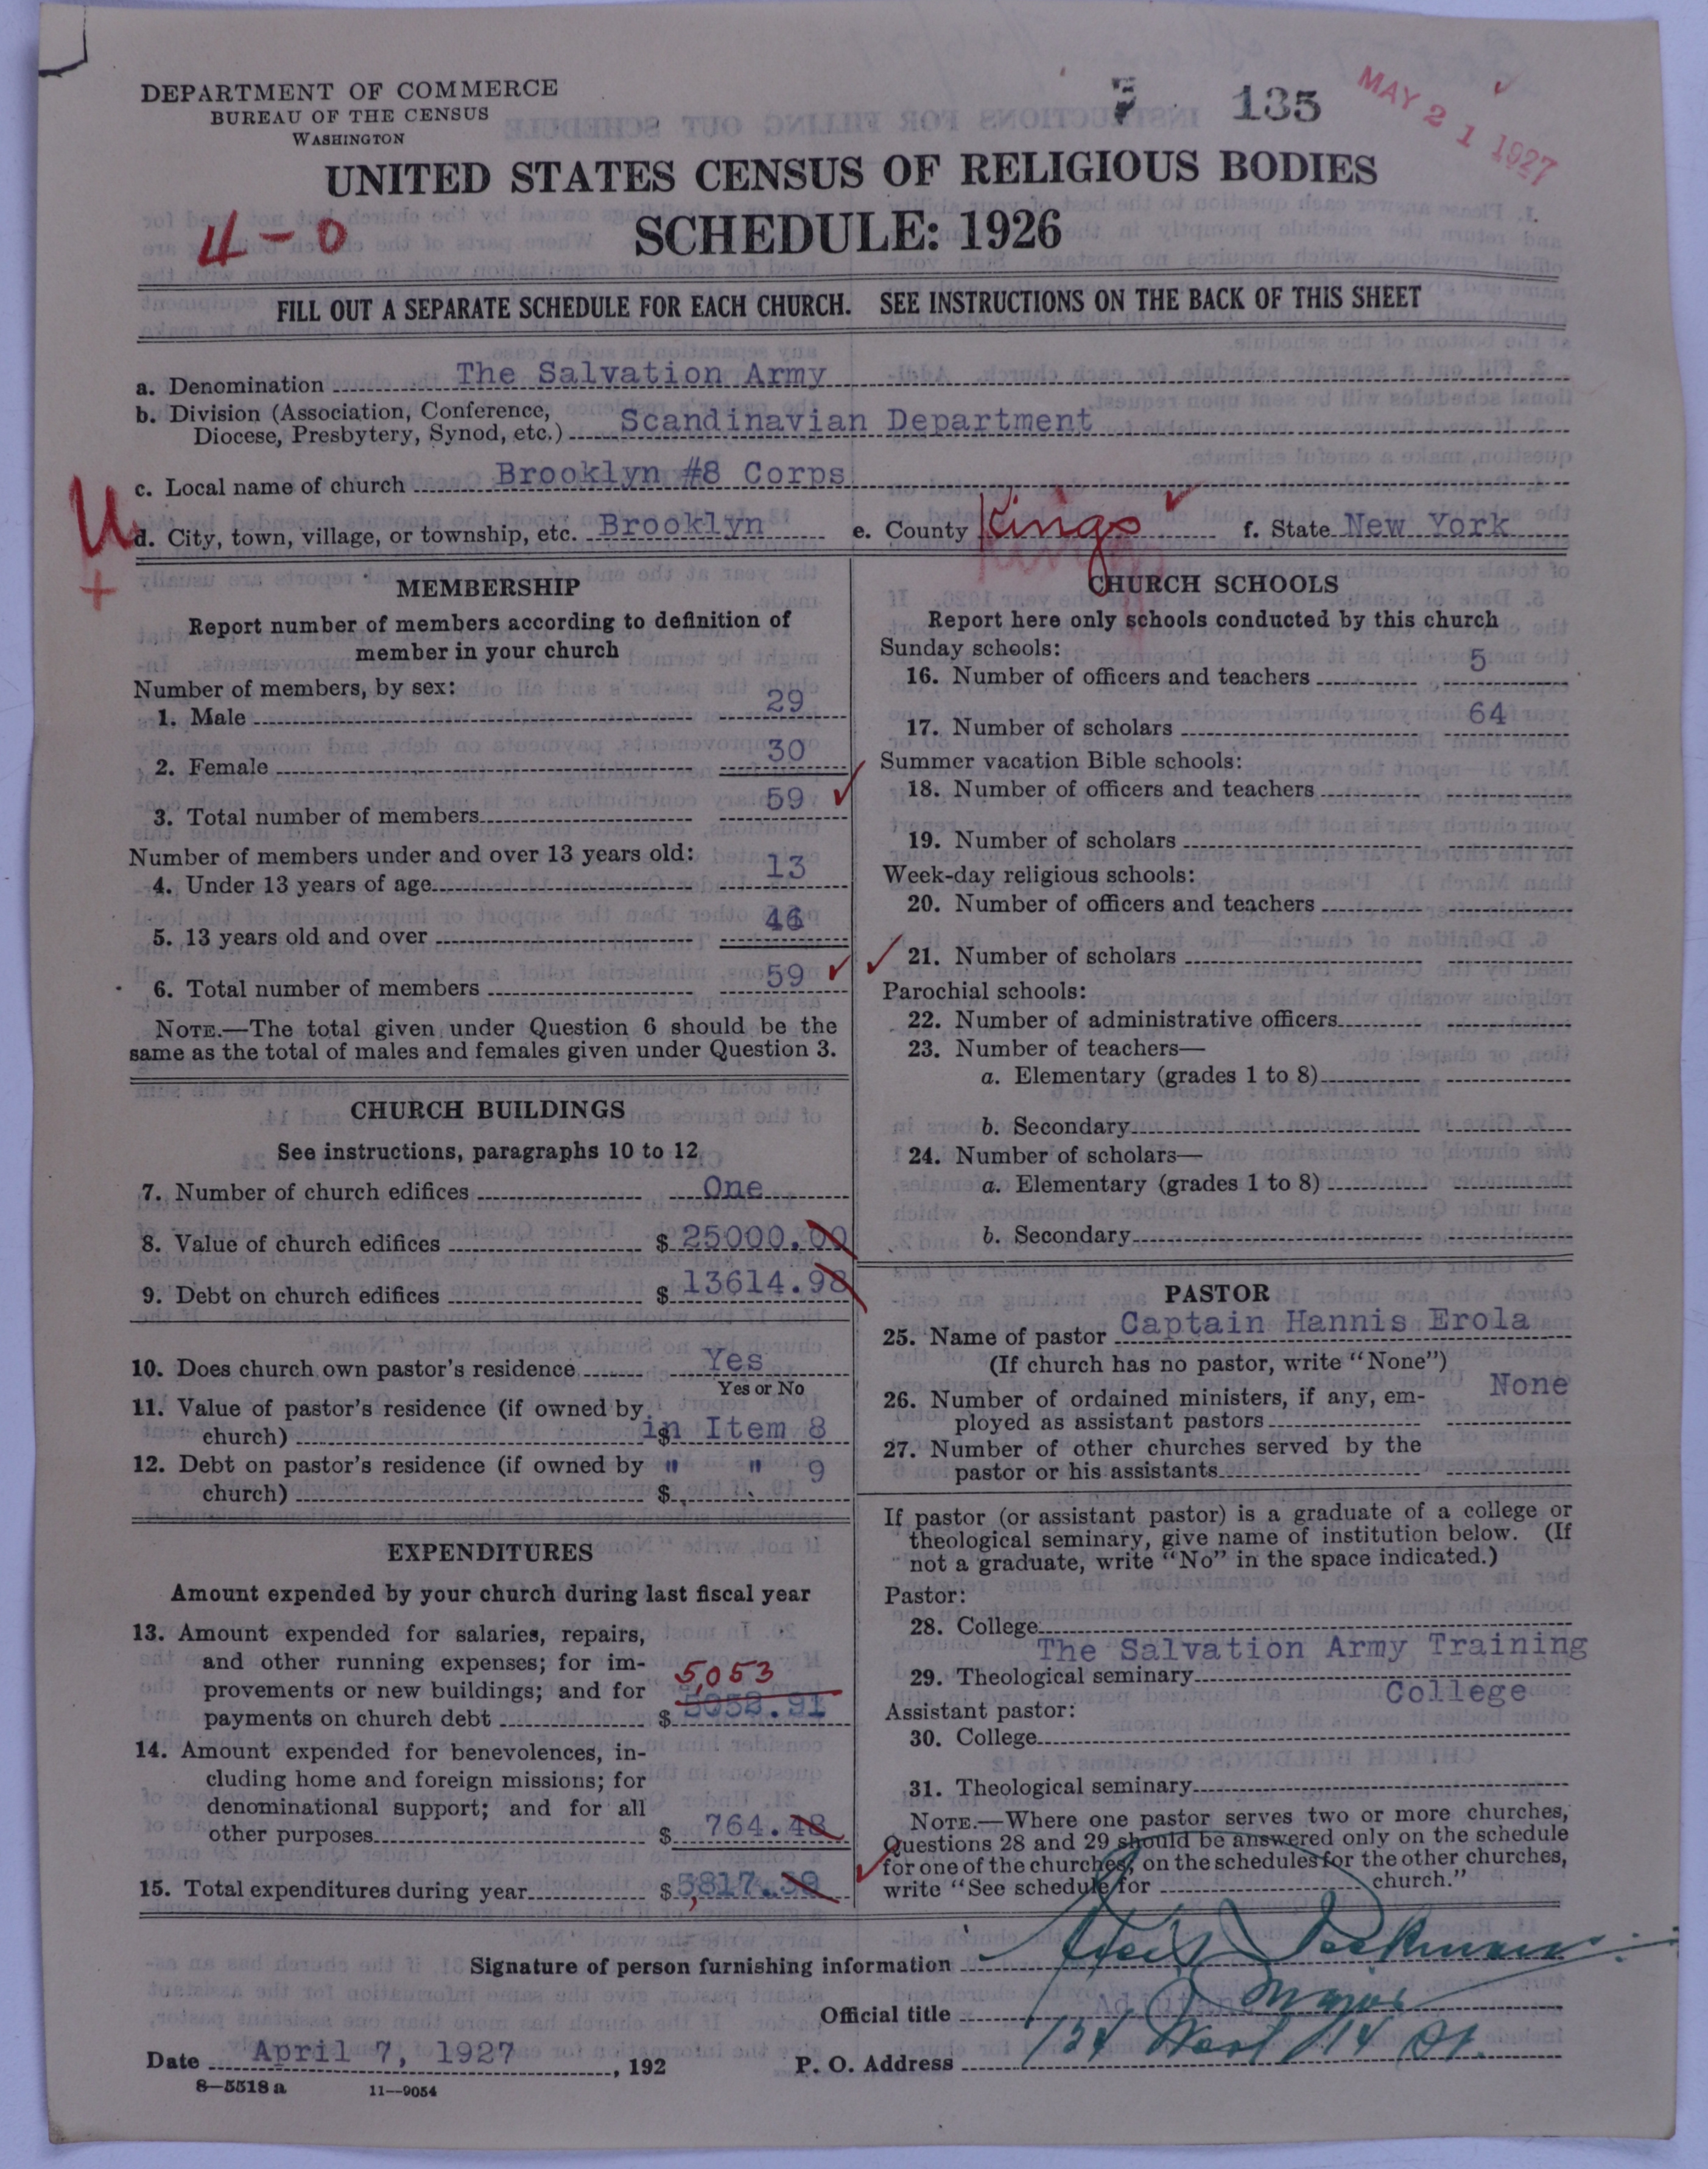 DEPARTMENT OF COMMERCE
BUREAU OF THE CENSUS
WASHINGTON
135
MAY 21 1927
UNITED STATES CENSUS OF RELIGIOUS BODIES
4-0
SCHEDULE: 1926
FILL OUT A SEPARATE SCHEDULE FOR EACH CHURCH. SEE INSTRUCTIONS ON THE BACK OF THIS SHEET
a. Denomination The Salvation Army
b. Division (Association, Conference,
Diocese, Presbytery, Synod, etc.) Scandinavian Department
c. Local name of church Brooklyn #8 Corps
U
d. City, town, village, or township, etc. Brooklyn e. County Kings f. State New York
+
MEMBERSHIP
Report number of members according to definition of
member in your church
Number of members, by sex:
1. Male 29
2. Female 30
3. Total number of members 59
Number of members under and over 13 years old:
4. Under 13 years of age 13
5. 13 years old and over 46
6. Total number of members 59
NOTE.—The total given under Question 6 should be the
same as the total of males and females given under Question 3.
CHURCH BUILDINGS
See instructions, paragraphs 10 to 12
7. Number of church edifices One
8. Value of church edifices $ 25000.00
9. Debt on church edifices $ 13614.98
10. Does church own pastor's residence Yes
Yes or No
11. Value of pastor's residence (if owned by
church) $ in Item 8
12. Debt on pastor's residence (if owned by " " 9
church) $
EXPENDITURES
Amount expended by your church during last fiscal year
13. Amount expended for salaries, repairs,
and other running expenses; for im-
provements or new buildings; and for 5,053
payments on church debt $ 5052.91
14. Amount expended for benevolences, in-
cluding home and foreign missions; for
denominational support; and for all
other purposes $ 764.48
15. Total expenditures during year $ 5,817.39
CHURCH SCHOOLS
Report here only schools conducted by this church
Sunday schools:
16. Number of officers and teachers 5
17. Number of scholars 64
Summer vacation Bible schools:
18. Number of officers and teachers
19. Number of scholars
Week-day religious schools:
20. Number of officers and teachers
21. Number of scholars
Parochial schools:
22. Number of administrative officers
23. Number of teachers—
a. Elementary (grades 1 to 8)
b. Secondary
24. Number of scholars—
a. Elementary (grades 1 to 8)
b. Secondary
PASTOR
25. Name of pastor Captain Hannis Erola
(If church has no pastor, write "None")
26. Number of ordained ministers, if any, em-
ployed as assistant pastors None
27. Number of other churches served by the
pastor or his assistants
If pastor (or assistant pastor) is a graduate of a college or
theological seminary, give name of institution below. (If
not a graduate, write "No" in the space indicated.)
Pastor:
28. College
The Salvation Army Training
29. Theological seminary
College
Assistant pastor:
30. College
31. Theological seminary
NOTE.—Where one pastor serves two or more churches,
Questions 28 and 29 should be answered only on the schedule
for one of the churches; on the schedules for the other churches,
write "See schedule for church."
Signature of person furnishing information
Official title Adjutant Major
Date April 7, 1927, 192 P. O. Address 124 West 14 St.
8—5518 a 11—9054